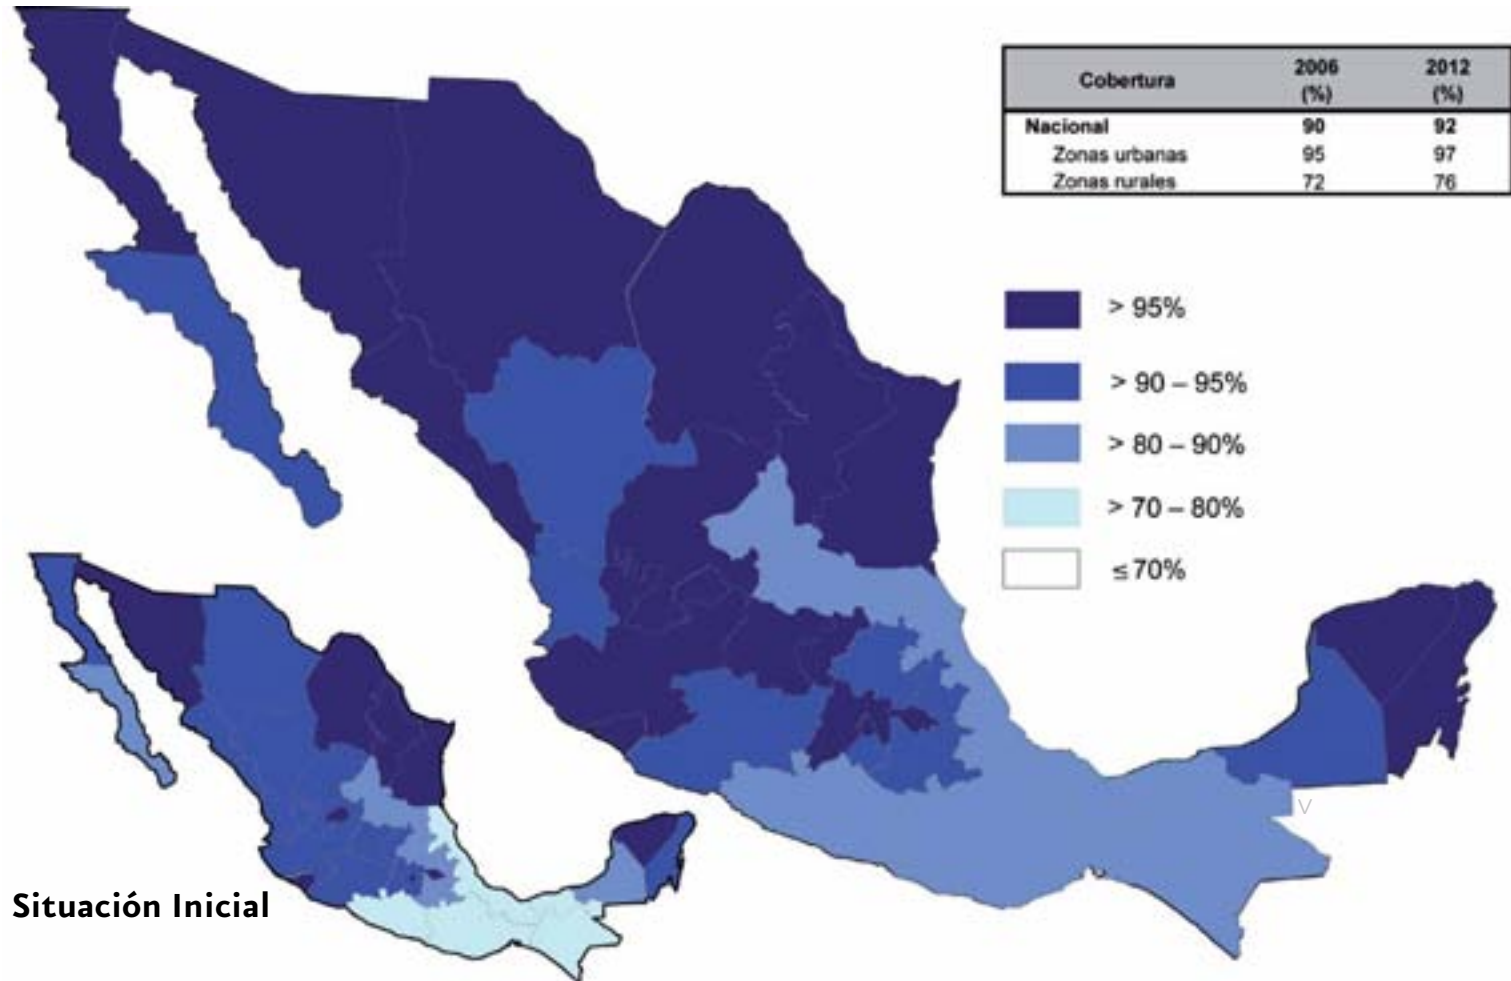 Cobertura 2006 2012
(%) (%)
Nacional 90 92
Zonas urbanas 95 97
Zonas rurales 72 76
> 95%
> 90 – 95%
> 80 – 90%
> 70 – 80%
≤ 70%
V
Situación Inicial